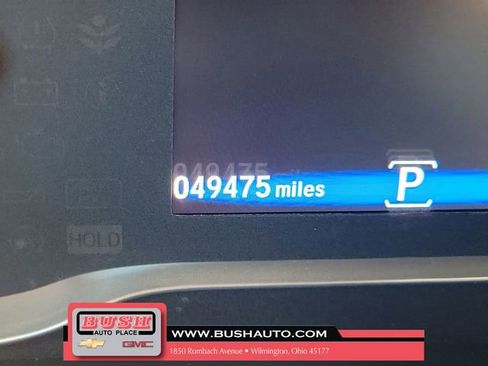 049475 miles
P
HOLD
BUSH
AUTO PLACE
GMC
WWW.BUSHAUTO.COM
1850 Rombach Avenue • Wilmington, Ohio 45177